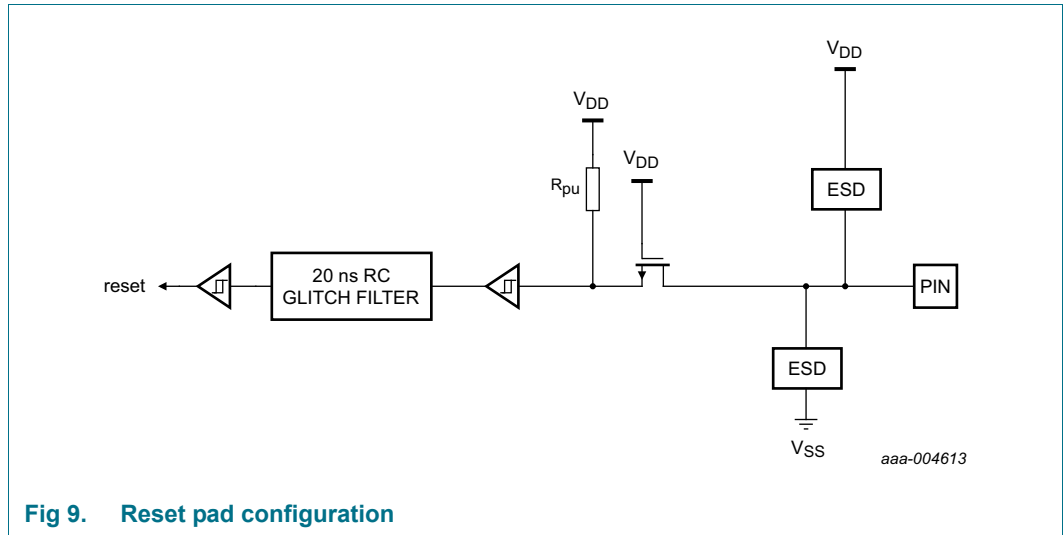 VDD
VDD
VDD
Rpu
ESD
reset
20 ns RC
GLITCH FILTER
PIN
ESD
VSS
aaa-004613
Fig 9. Reset pad configuration